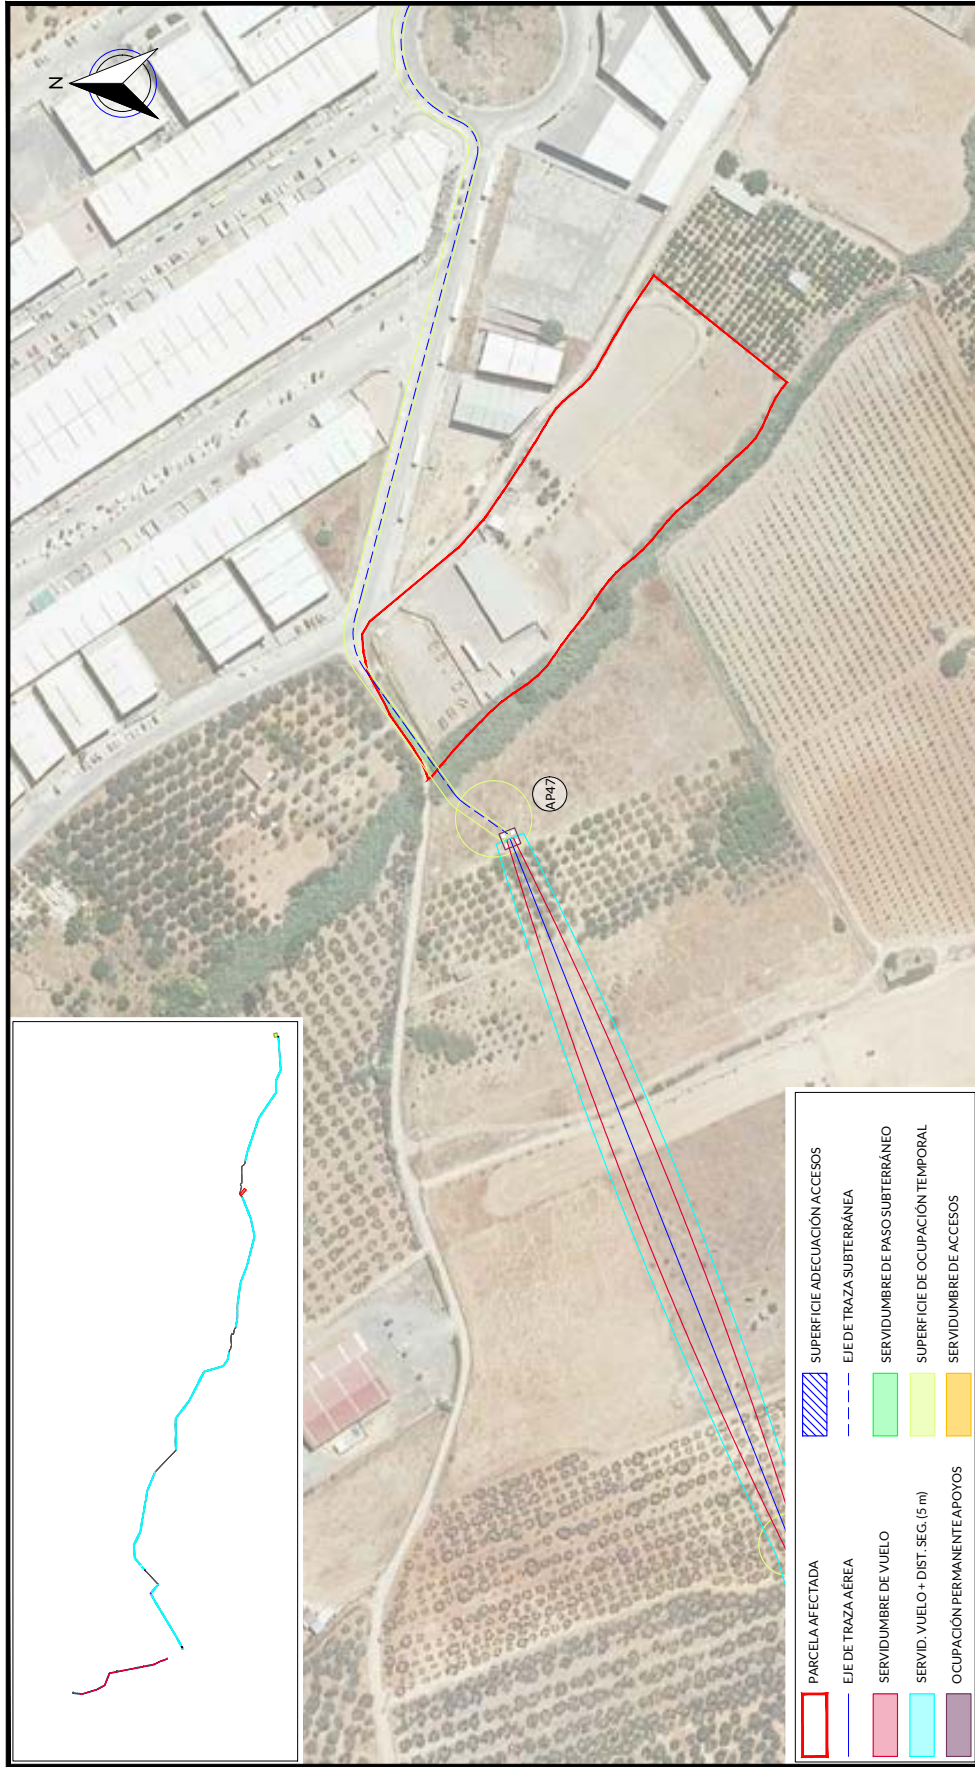 N
AP47
PARCELA AFECTADA
EJE DE TRAZA AÉREA
SERVIDUMBRE DE VUELO
SERVID. VUELO + DIST. SEG. (5 m)
OCUPACIÓN PERMANENTE APOYOS
SUPERFICIE ADECUACIÓN ACCESOS
EJE DE TRAZA SUBTERRÁNEA
SERVIDUMBRE DE PASO SUBTERRÁNEO
SUPERFICIE DE OCUPACIÓN TEMPORAL
SERVIDUMBRE DE ACCESOS